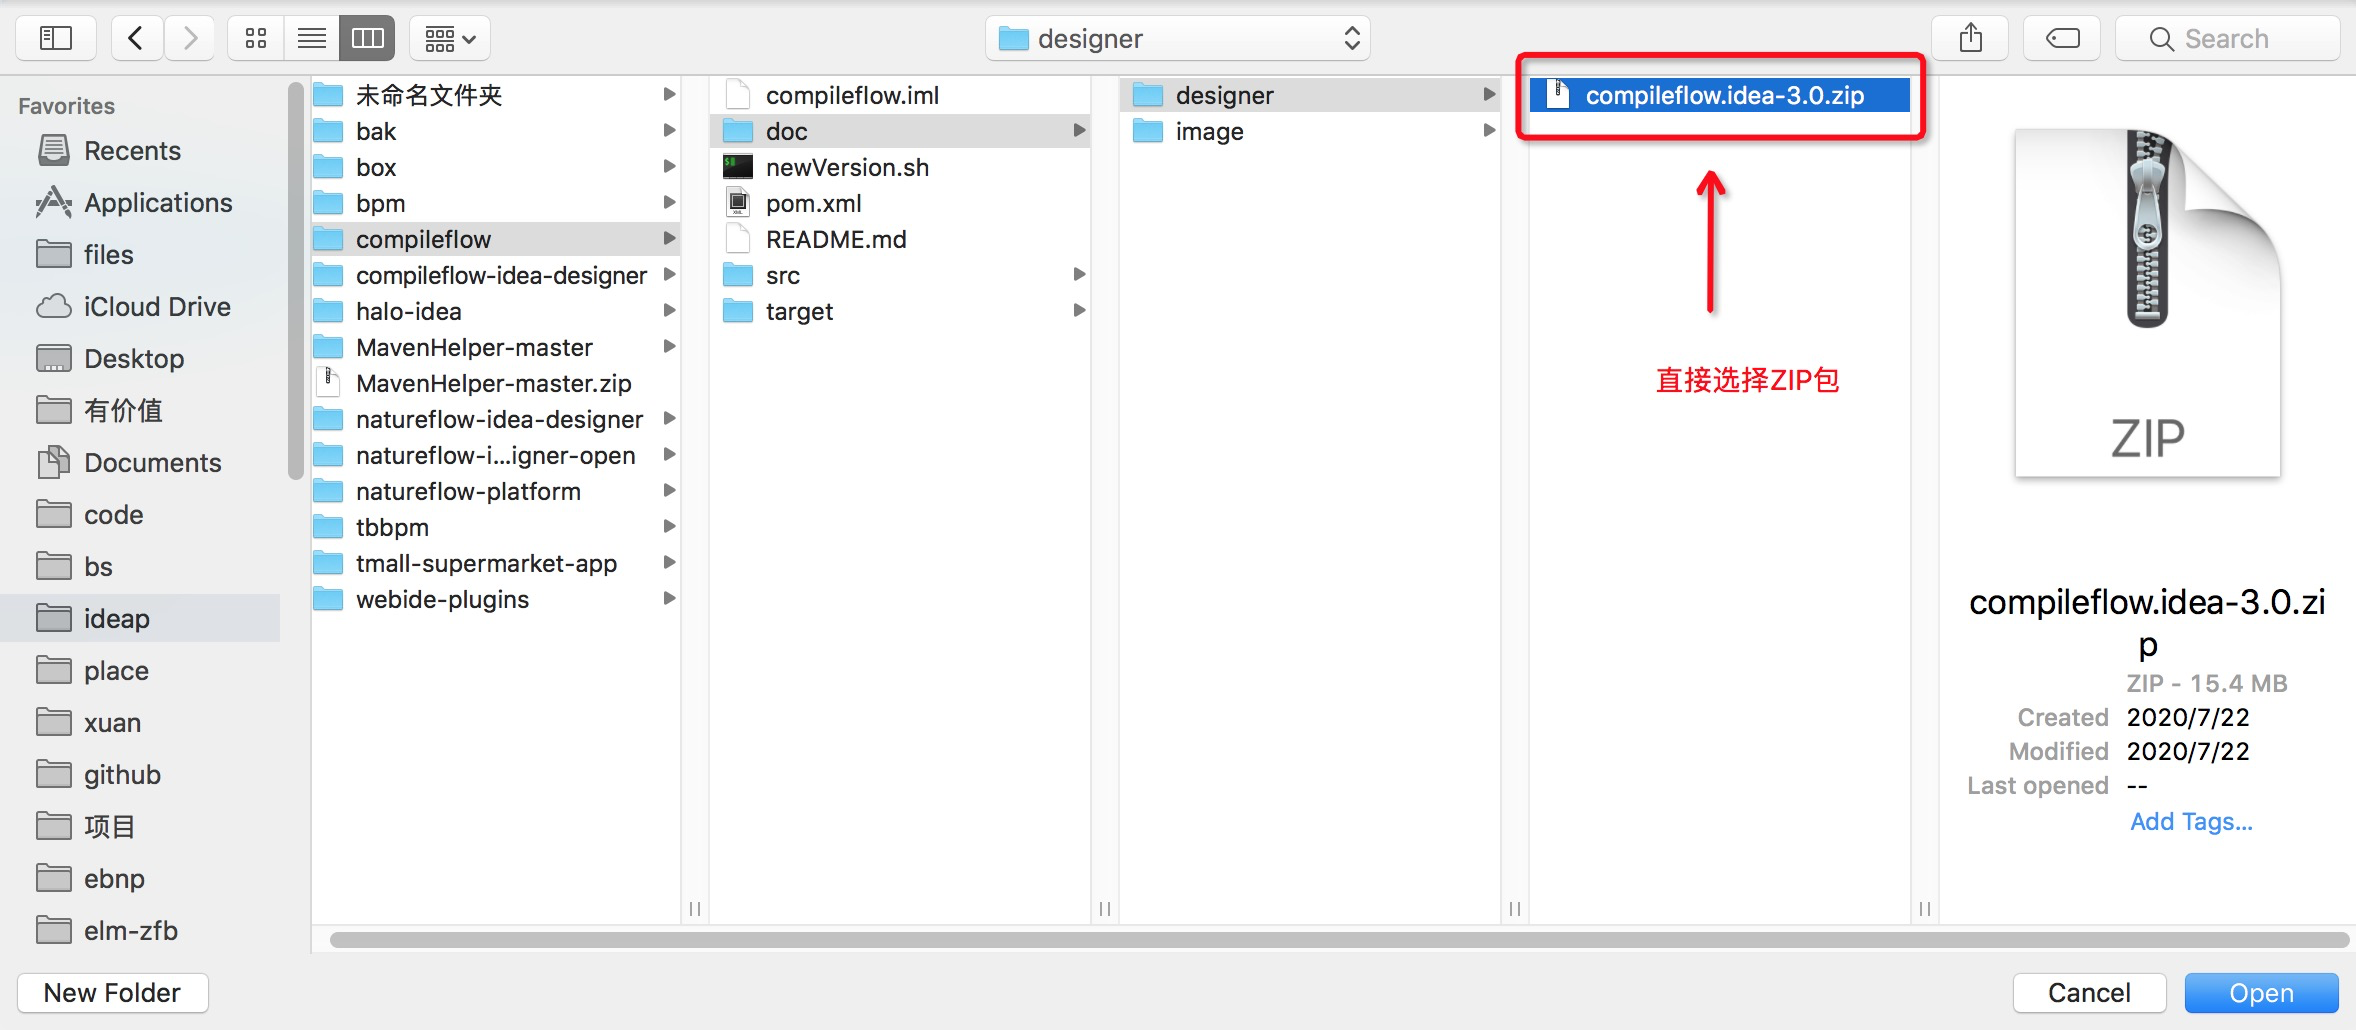 designer
Search
Favorites
Recents
Applications
files
iCloud Drive
Desktop
有价值
Documents
code
bs
ideap
place
xuan
github
项目
ebnp
elm-zfb
未命名文件夹
bak
box
bpm
compileflow
compileflow-idea-designer
halo-idea
MavenHelper-master
MavenHelper-master.zip
natureflow-idea-designer
natureflow-i...igner-open
natureflow-platform
tbbpm
tmall-supermarket-app
webide-plugins
compileflow.iml
doc
newVersion.sh
pom.xml
README.md
src
target
designer
image
compileflow.idea-3.0.zip
直接选择ZIP包
ZIP
compileflow.idea-3.0.zi
p
ZIP - 15.4 MB
Created 2020/7/22
Modified 2020/7/22
Last opened --
Add Tags...
New Folder
Cancel
Open